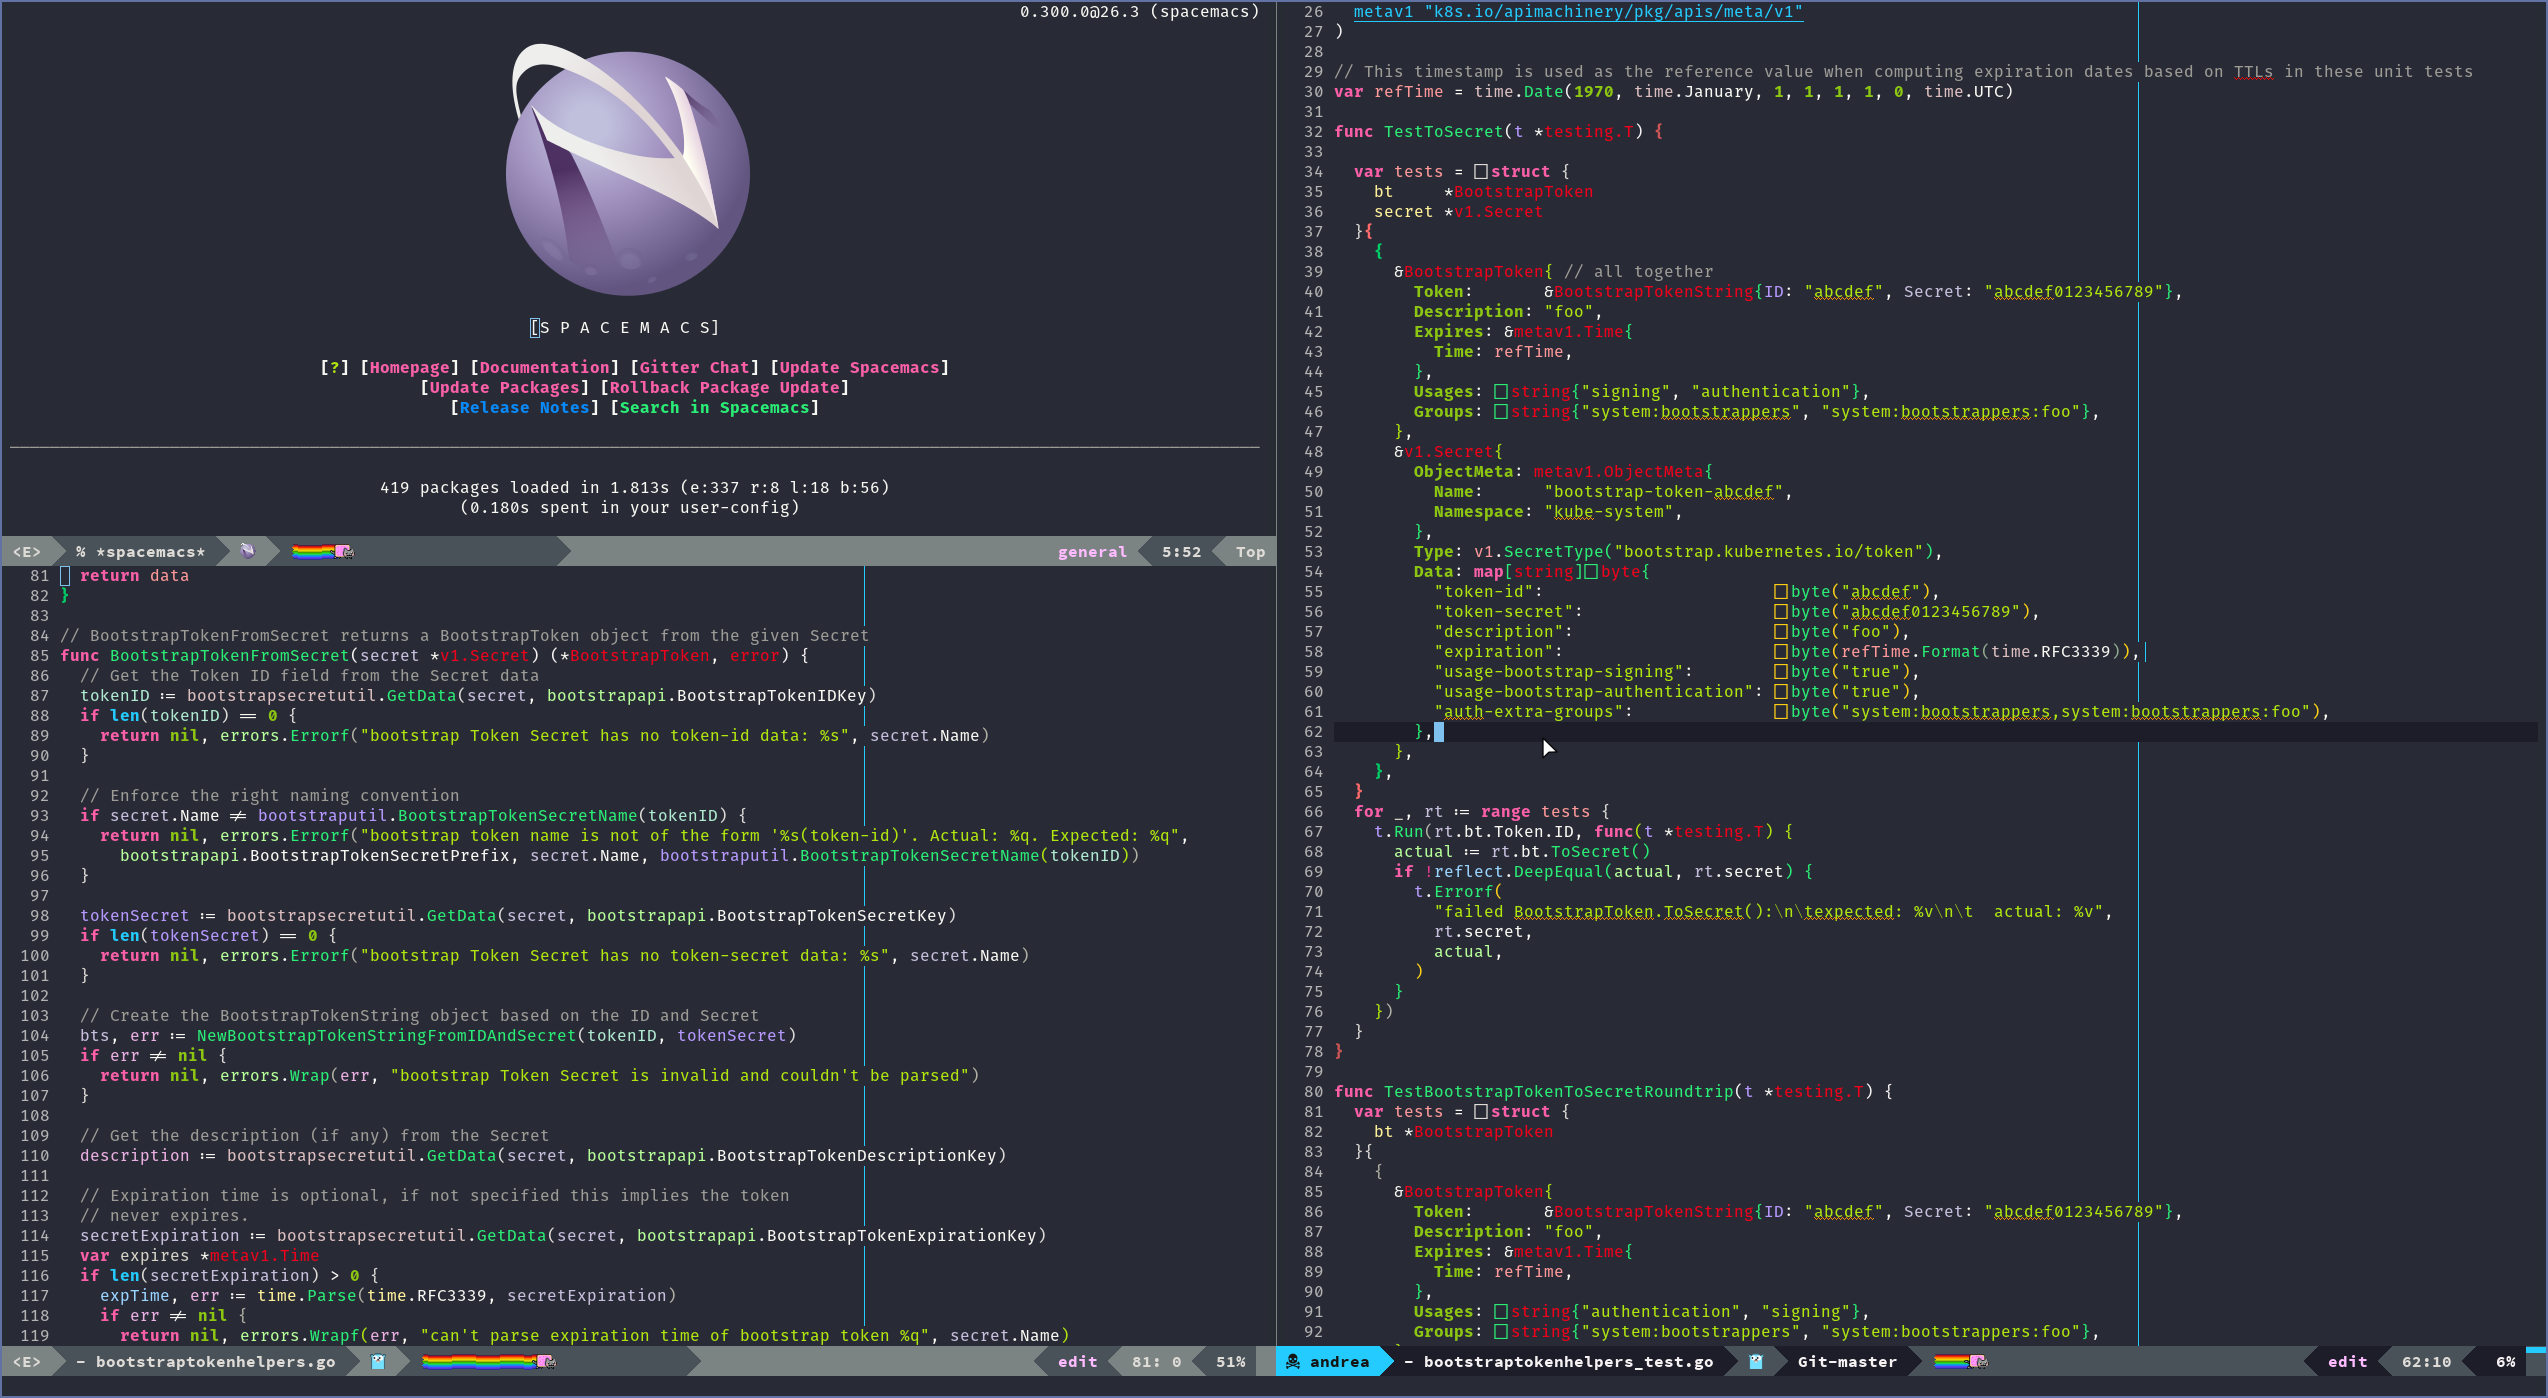 0.300.0@26.3 (spacemacs)
[S P A C E M A C S]
[?] [Homepage] [Documentation] [Gitter Chat] [Update Spacemacs]
[Update Packages] [Rollback Package Update]
[Release Notes] [Search in Spacemacs]
419 packages loaded in 1.813s (e:337 r:8 l:18 b:56)
(0.180s spent in your user-config)
<E> % *spacemacs* general 5:52 Top
81 return data
82 }
83
84 // BootstrapTokenFromSecret returns a BootstrapToken object from the given Secret
85 func BootstrapTokenFromSecret(secret *v1.Secret) (*BootstrapToken, error) {
86   // Get the Token ID field from the Secret data
87   tokenID := bootstrapsecretutil.GetData(secret, bootstrapapi.BootstrapTokenIDKey)
88   if len(tokenID) == 0 {
89     return nil, errors.Errorf("bootstrap Token Secret has no token-id data: %s", secret.Name)
90   }
91
92   // Enforce the right naming convention
93   if secret.Name != bootstraputil.BootstrapTokenSecretName(tokenID) {
94     return nil, errors.Errorf("bootstrap token name is not of the form '%s(token-id)'. Actual: %q. Expected: %q",
95       bootstrapapi.BootstrapTokenSecretPrefix, secret.Name, bootstraputil.BootstrapTokenSecretName(tokenID))
96   }
97
98   tokenSecret := bootstrapsecretutil.GetData(secret, bootstrapapi.BootstrapTokenSecretKey)
99   if len(tokenSecret) == 0 {
100     return nil, errors.Errorf("bootstrap Token Secret has no token-secret data: %s", secret.Name)
101   }
102
103   // Create the BootstrapTokenString object based on the ID and Secret
104   bts, err := NewBootstrapTokenStringFromIDAndSecret(tokenID, tokenSecret)
105   if err != nil {
106     return nil, errors.Wrap(err, "bootstrap Token Secret is invalid and couldn't be parsed")
107   }
108
109   // Get the description (if any) from the Secret
110   description := bootstrapsecretutil.GetData(secret, bootstrapapi.BootstrapTokenDescriptionKey)
111
112   // Expiration time is optional, if not specified this implies the token
113   // never expires.
114   secretExpiration := bootstrapsecretutil.GetData(secret, bootstrapapi.BootstrapTokenExpirationKey)
115   var expires *metav1.Time
116   if len(secretExpiration) > 0 {
117     expTime, err := time.Parse(time.RFC3339, secretExpiration)
118     if err != nil {
119       return nil, errors.Wrapf(err, "can't parse expiration time of bootstrap token %q", secret.Name)
<E> - bootstraptokenhelpers.go edit 81: 0 51%
26   metav1 "k8s.io/apimachinery/pkg/apis/meta/v1"
27 )
28
29 // This timestamp is used as the reference value when computing expiration dates based on TTLs in these unit tests
30 var refTime = time.Date(1970, time.January, 1, 1, 1, 1, 0, time.UTC)
31
32 func TestToSecret(t *testing.T) {
33
34   var tests = []struct {
35     bt     *BootstrapToken
36     secret *v1.Secret
37   }{
38     {
39       &BootstrapToken{ // all together
40         Token:       &BootstrapTokenString{ID: "abcdef", Secret: "abcdef0123456789"},
41         Description: "foo",
42         Expires: &metav1.Time{
43           Time: refTime,
44         },
45         Usages: []string{"signing", "authentication"},
46         Groups: []string{"system:bootstrappers", "system:bootstrappers:foo"},
47       },
48       &v1.Secret{
49         ObjectMeta: metav1.ObjectMeta{
50           Name:      "bootstrap-token-abcdef",
51           Namespace: "kube-system",
52         },
53         Type: v1.SecretType("bootstrap.kubernetes.io/token"),
54         Data: map[string][]byte{
55           "token-id":                       []byte("abcdef"),
56           "token-secret":                   []byte("abcdef0123456789"),
57           "description":                    []byte("foo"),
58           "expiration":                     []byte(refTime.Format(time.RFC3339)),
59           "usage-bootstrap-signing":        []byte("true"),
60           "usage-bootstrap-authentication": []byte("true"),
61           "auth-extra-groups":              []byte("system:bootstrappers,system:bootstrappers:foo"),
62         },
63       },
64     },
65   }
66   for _, rt := range tests {
67     t.Run(rt.bt.Token.ID, func(t *testing.T) {
68       actual := rt.bt.ToSecret()
69       if !reflect.DeepEqual(actual, rt.secret) {
70         t.Errorf(
71           "failed BootstrapToken.ToSecret():\n\texpected: %v\n\t  actual: %v",
72           rt.secret,
73           actual,
74         )
75       }
76     })
77   }
78 }
79
80 func TestBootstrapTokenToSecretRoundtrip(t *testing.T) {
81   var tests = []struct {
82     bt *BootstrapToken
83   }{
84     {
85       &BootstrapToken{
86         Token:       &BootstrapTokenString{ID: "abcdef", Secret: "abcdef0123456789"},
87         Description: "foo",
88         Expires: &metav1.Time{
89           Time: refTime,
90         },
91         Usages: []string{"authentication", "signing"},
92         Groups: []string{"system:bootstrappers", "system:bootstrappers:foo"},
andrea - bootstraptokenhelpers_test.go Git-master edit 62:10 6%